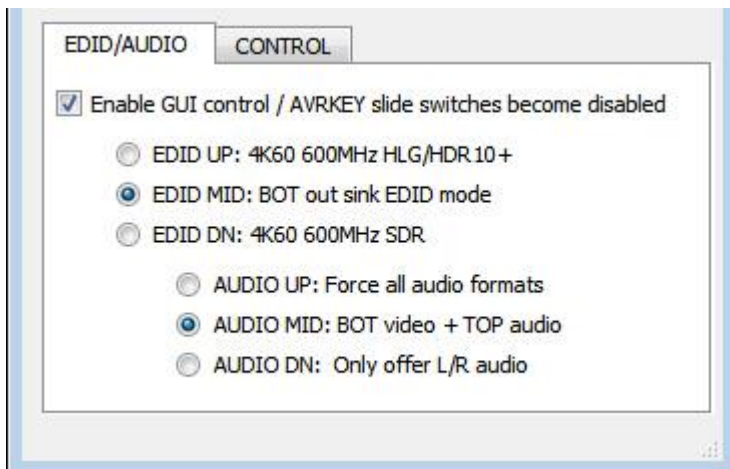 EDID/AUDIO CONTROL
Enable GUI control / AVRKEY slide switches become disabled
EDID UP: 4K60 600MHz HLG/HDR10+
EDID MID: BOT out sink EDID mode
EDID DN: 4K60 600MHz SDR
AUDIO UP: Force all audio formats
AUDIO MID: BOT video + TOP audio
AUDIO DN:  Only offer L/R audio